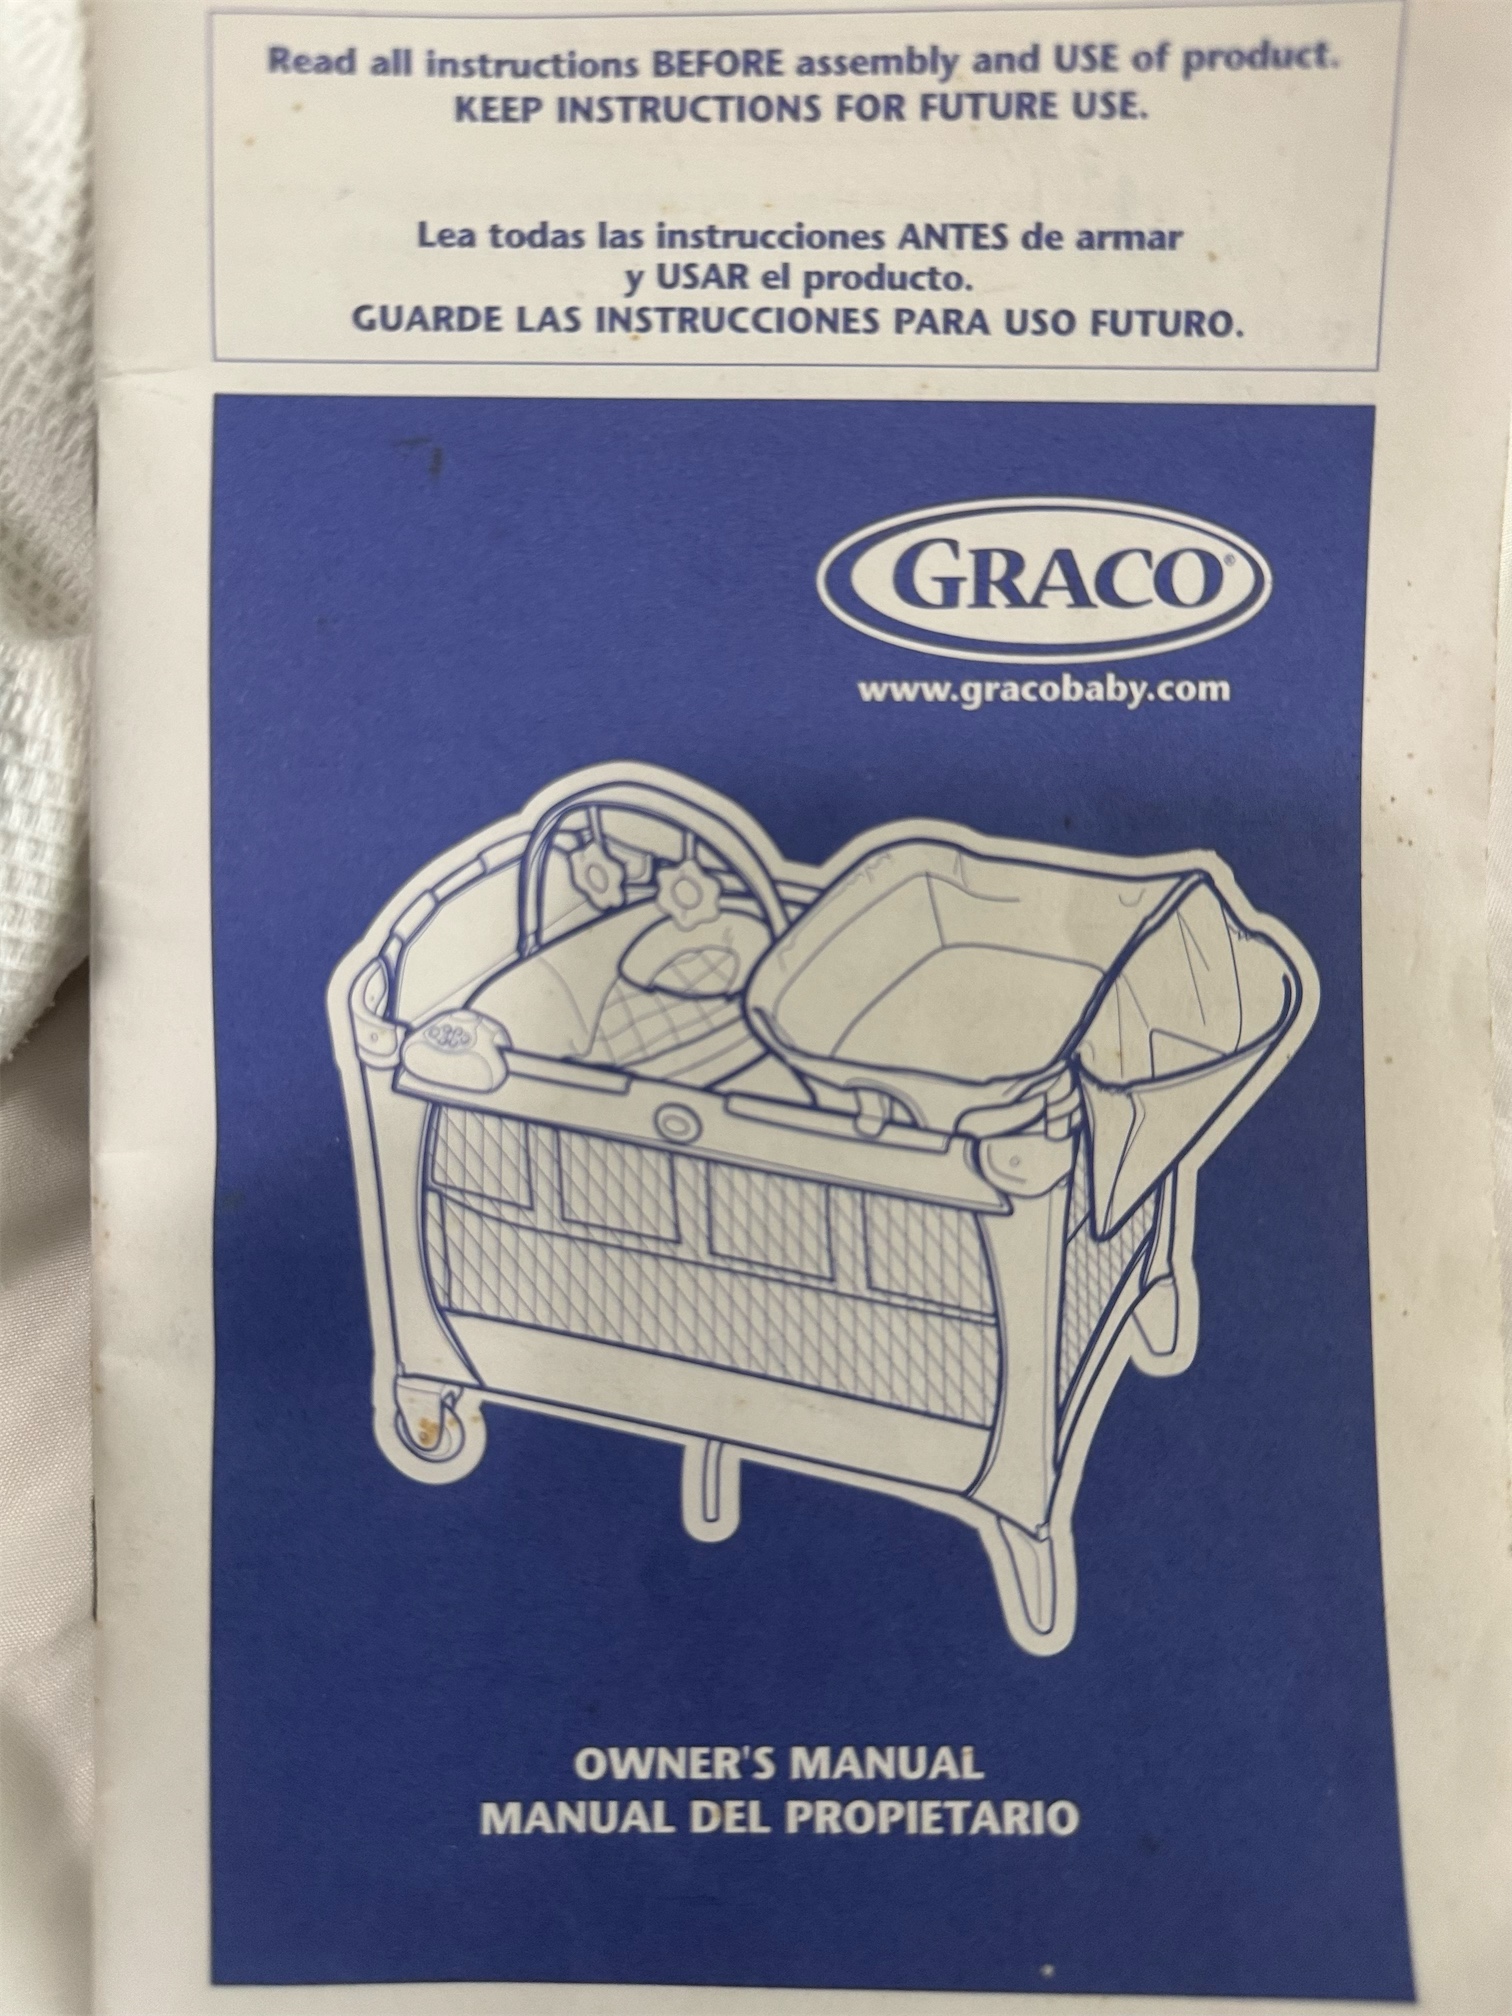 Read all instructions BEFORE assembly and USE of product.
KEEP INSTRUCTIONS FOR FUTURE USE.
Lea todas las instrucciones ANTES de armar
y USAR el producto.
GUARDE LAS INSTRUCCIONES PARA USO FUTURO.
GRACO®
www.gracobaby.com
OWNER'S MANUAL
MANUAL DEL PROPIETARIO